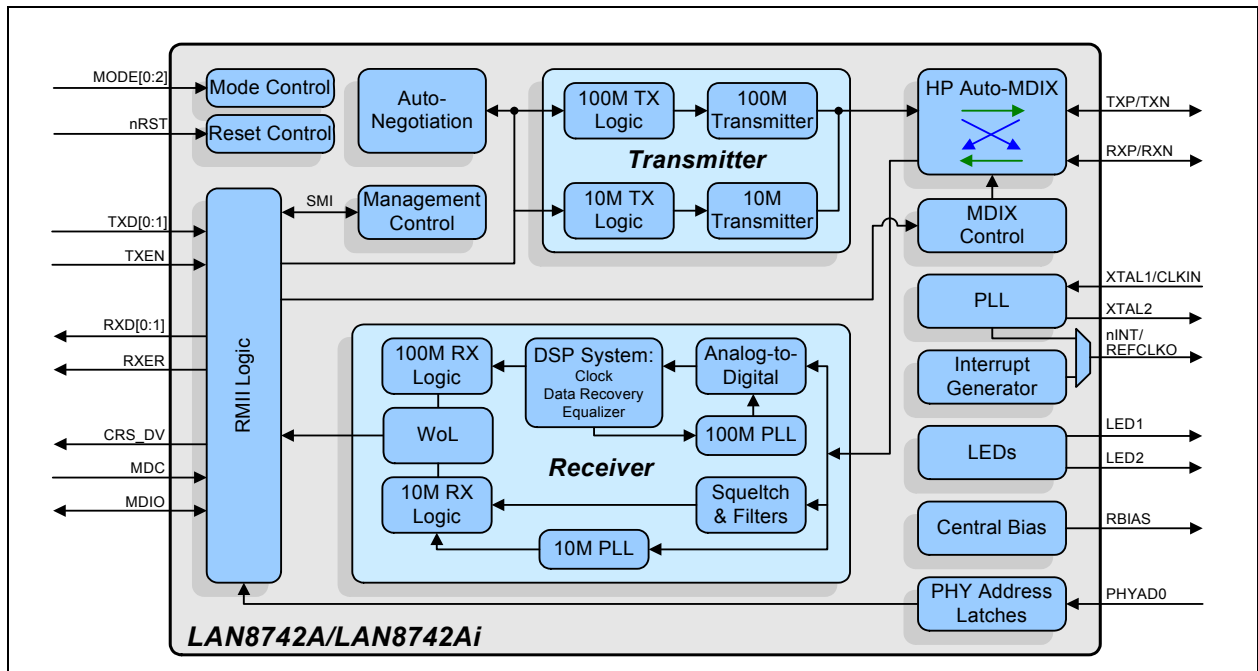 MODE[0:2]
nRST
TXD[0:1]
TXEN
RXD[0:1]
RXER
CRS_DV
MDC
MDIO
Mode Control
Reset Control
RMII Logic
Auto-
Negotiation
SMI
Management
Control
100M TX
Logic
100M
Transmitter
Transmitter
10M TX
Logic
10M
Transmitter
100M RX
Logic
DSP System:
Clock
Data Recovery
Equalizer
Analog-to-
Digital
100M PLL
WoL
Receiver
10M RX
Logic
Squeltch
& Filters
10M PLL
HP Auto-MDIX
MDIX
Control
PLL
Interrupt
Generator
LEDs
Central Bias
PHY Address
Latches
TXP/TXN
RXP/RXN
XTAL1/CLKIN
XTAL2
nINT/
REFCLKO
LED1
LED2
RBIAS
PHYAD0
LAN8742A/LAN8742Ai